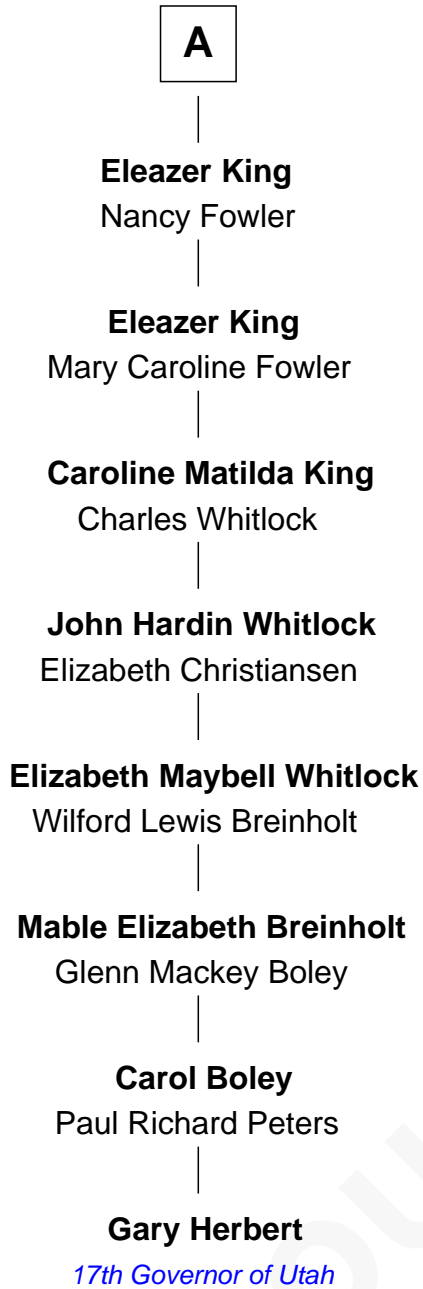 A
Eleazer King
Nancy Fowler
Eleazer King
Mary Caroline Fowler
Caroline Matilda King
Charles Whitlock
John Hardin Whitlock
Elizabeth Christiansen
Elizabeth Maybell Whitlock
Wilford Lewis Breinholt
Mable Elizabeth Breinholt
Glenn Mackey Boley
Carol Boley
Paul Richard Peters
Gary Herbert
17th Governor of Utah